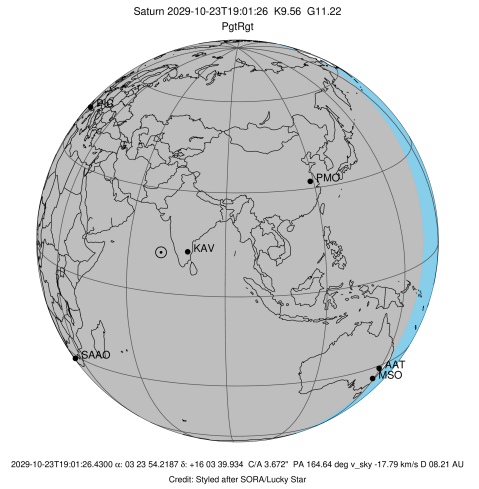 Saturn 2029-10-23T19:01:26 K9.56 G11.22
PgtRgt
PIC
PMO
KAV
SAAO
AAT
MSO
2029-10-23T19:01:26.4300 α: 03 23 54.2187 δ: +16 03 39.934 C/A 3.672" PA 164.64 deg v_sky -17.79 km/s D 08.21 AU
Credit: Styled after SORA/Lucky Star